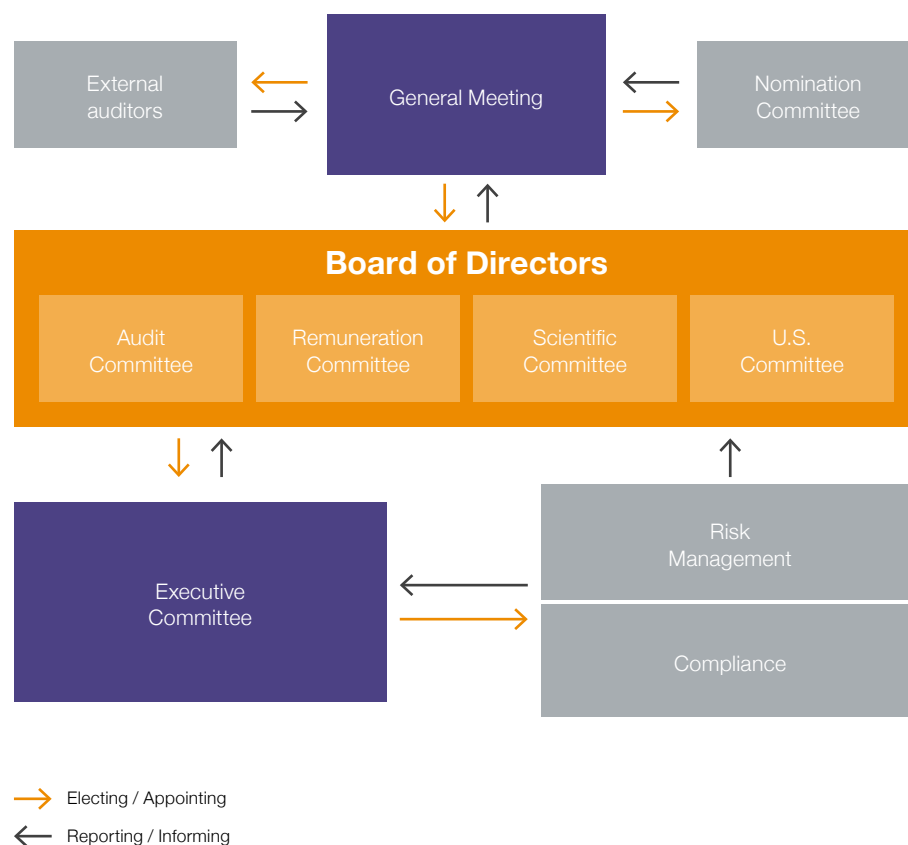 External
auditors
General Meeting
Nomination
Committee
Board of Directors
Audit
Committee
Remuneration
Committee
Scientific
Committee
U.S.
Committee
Executive
Committee
Risk
Management
Compliance
Electing / Appointing
Reporting / Informing